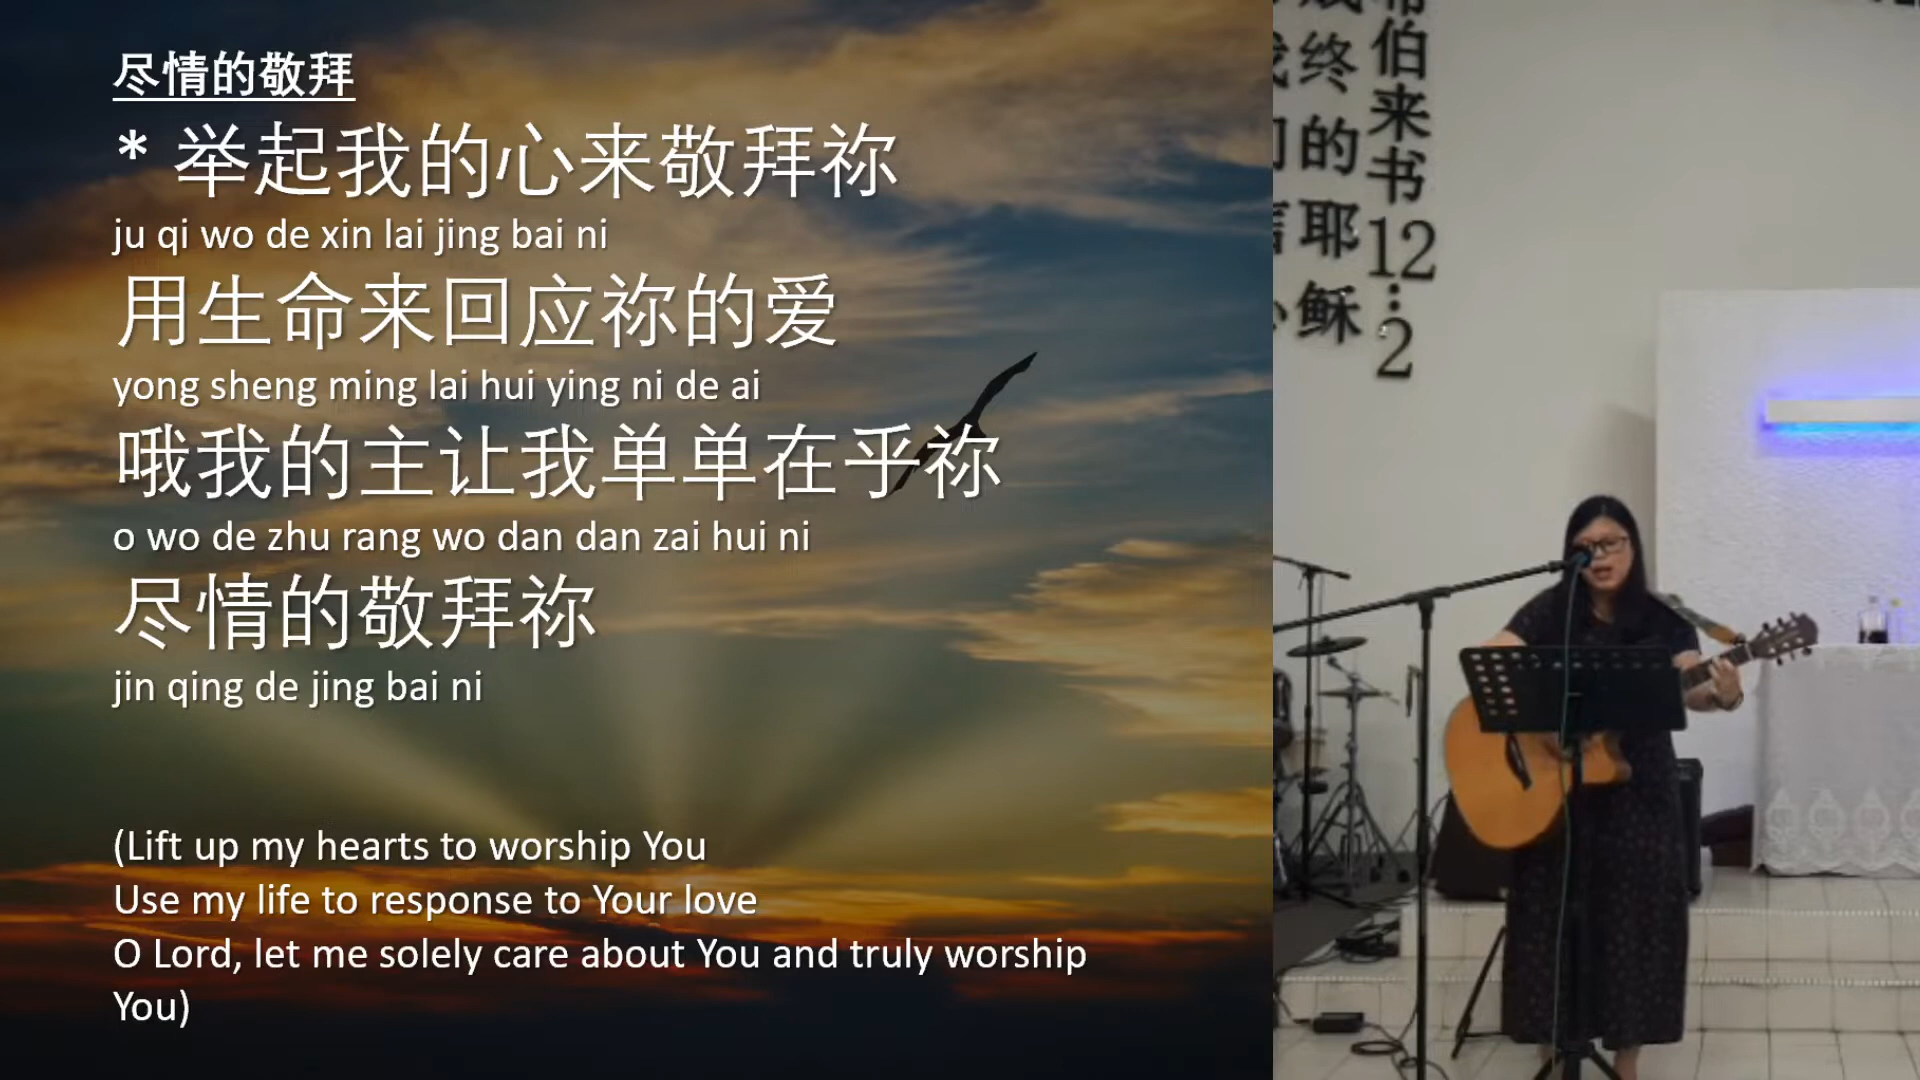 尽情的敬拜
* 举起我的心来敬拜祢
ju qi wo de xin lai jing bai ni
用生命来回应祢的爱
yong sheng ming lai hui ying ni de ai
哦我的主让我单单在乎祢
o wo de zhu rang wo dan dan zai hui ni
尽情的敬拜祢
jin qing de jing bai ni
(Lift up my hearts to worship You
Use my life to response to Your love
O Lord, let me solely care about You and truly worship
You)
伯来书12:2
终的耶稣